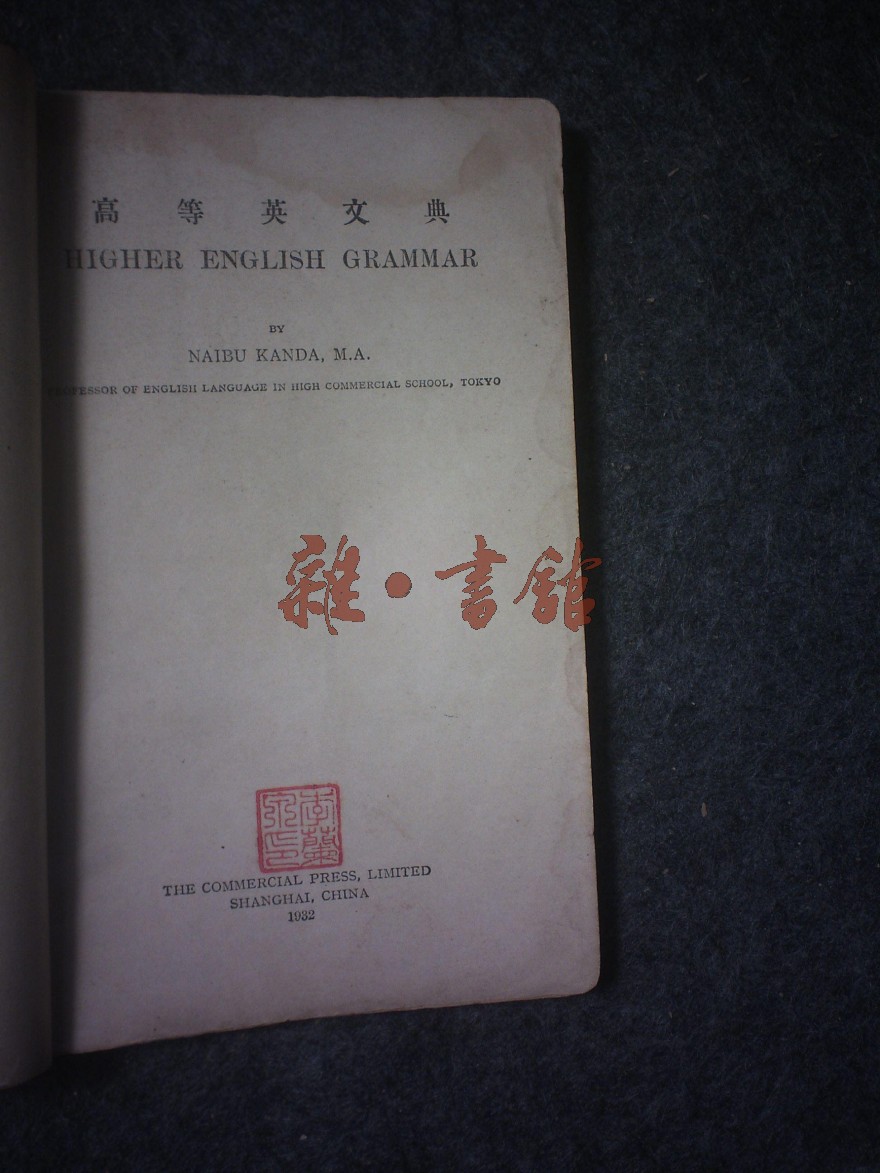 高等英文典
HIGHER ENGLISH GRAMMAR
BY
NAIBU KANDA, M.A.
PROFESSOR OF ENGLISH LANGUAGE IN HIGH COMMERCIAL SCHOOL, TOKYO
雜·書館
THE COMMERCIAL PRESS, LIMITED
SHANGHAI, CHINA
1932